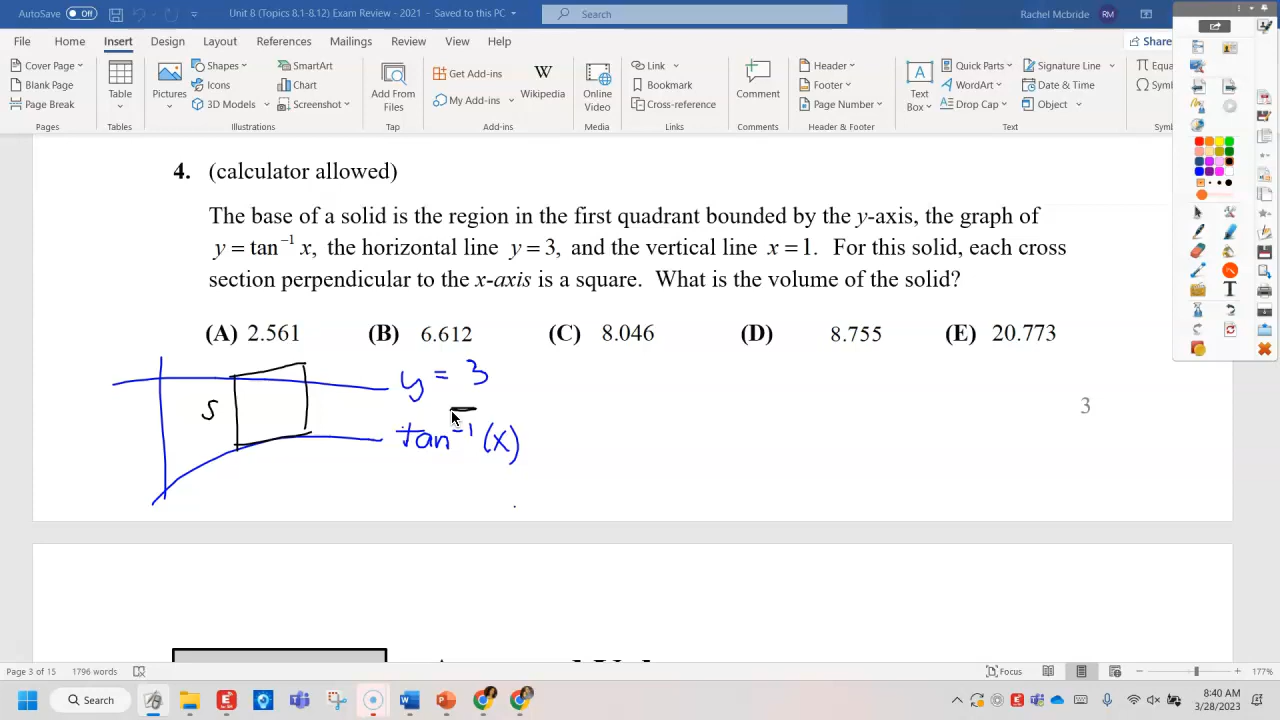 AutoSave Off Unit 8 (Topics 8.1-8.12) Exam Review - 2021 — Saved to this PC Search Rachel Mcbride RM
File Home Insert Design Layout References Mailings Review View Share
Cover Page Blank Page Page Break Pages
Table Tables
Pictures Shapes Icons 3D Models SmartArt Chart Screenshot Illustrations
Add From Files Tap
Get Add-ins My Add-ins Wikipedia Add-ins
Online Video Media
Link Bookmark Cross-reference Links
Comment Comments
Header Footer Page Number Header & Footer
Text Box Quick Parts WordArt Drop Cap Signature Line Date & Time Object Text
4. (calculator allowed)
The base of a solid is the region in the first quadrant bounded by the y-axis, the graph of
y = tan⁻¹ x, the horizontal line y = 3, and the vertical line x = 1. For this solid, each cross
section perpendicular to the x-axis is a square. What is the volume of the solid?
(A) 2.561 (B) 6.612 (C) 8.046 (D) 8.755 (E) 20.773
y = 3
S
tan⁻¹ (x)
3
Page 3 of 15 1796 words Focus 177%
Search 8:40 AM
3/28/2023